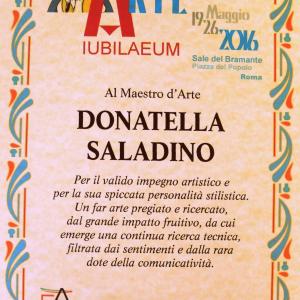 ARTE
IUBILAEUM
19/26 Maggio 2016
Sale del Bramante
Piazza del Popolo
Roma
Al Maestro d'Arte
DONATELLA
SALADINO
Per il valido impegno artistico e
per la sua spiccata personalità stilistica.
Un far arte pregiato e ricercato,
dal grande impatto fruitivo, da cui
emerge una continua ricerca tecnica,
filtrata dai sentimenti e dalla rara
dote della comunicatività.